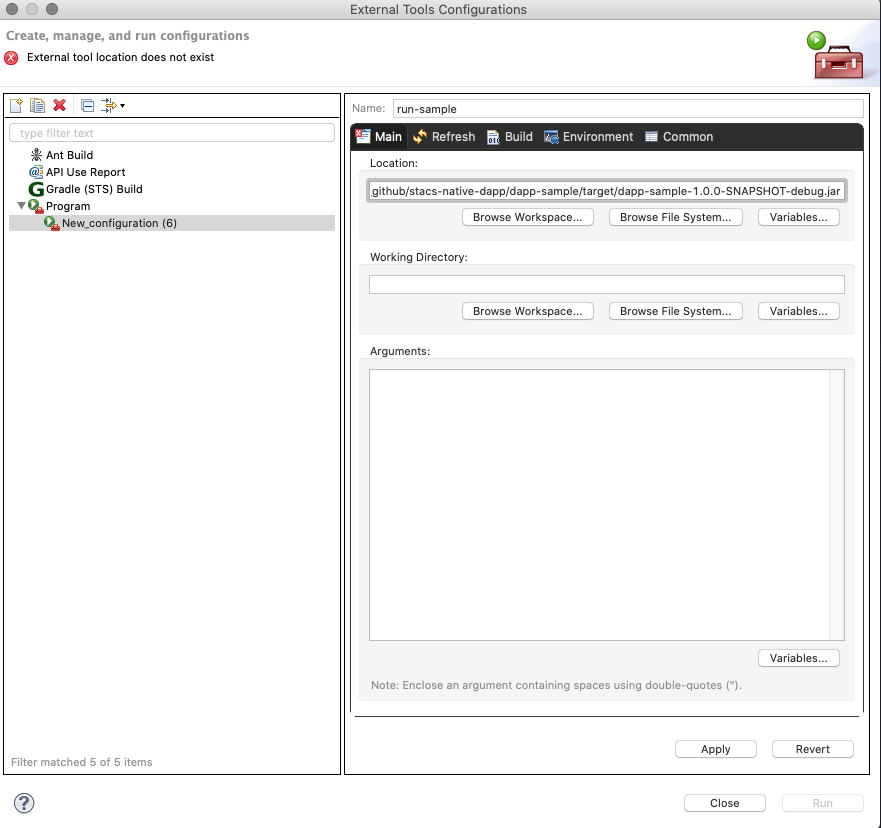 External Tools Configurations
Create, manage, and run configurations
External tool location does not exist
type filter text
Ant Build
API Use Report
Gradle (STS) Build
Program
New_configuration (6)
Filter matched 5 of 5 items
Name: run-sample
Main Refresh Build Environment Common
Location:
github/stacs-native-dapp/dapp-sample/target/dapp-sample-1.0.0-SNAPSHOT-debug.jar
Browse Workspace... Browse File System... Variables...
Working Directory:
Browse Workspace... Browse File System... Variables...
Arguments:
Variables...
Note: Enclose an argument containing spaces using double-quotes (").
Apply Revert
Close Run